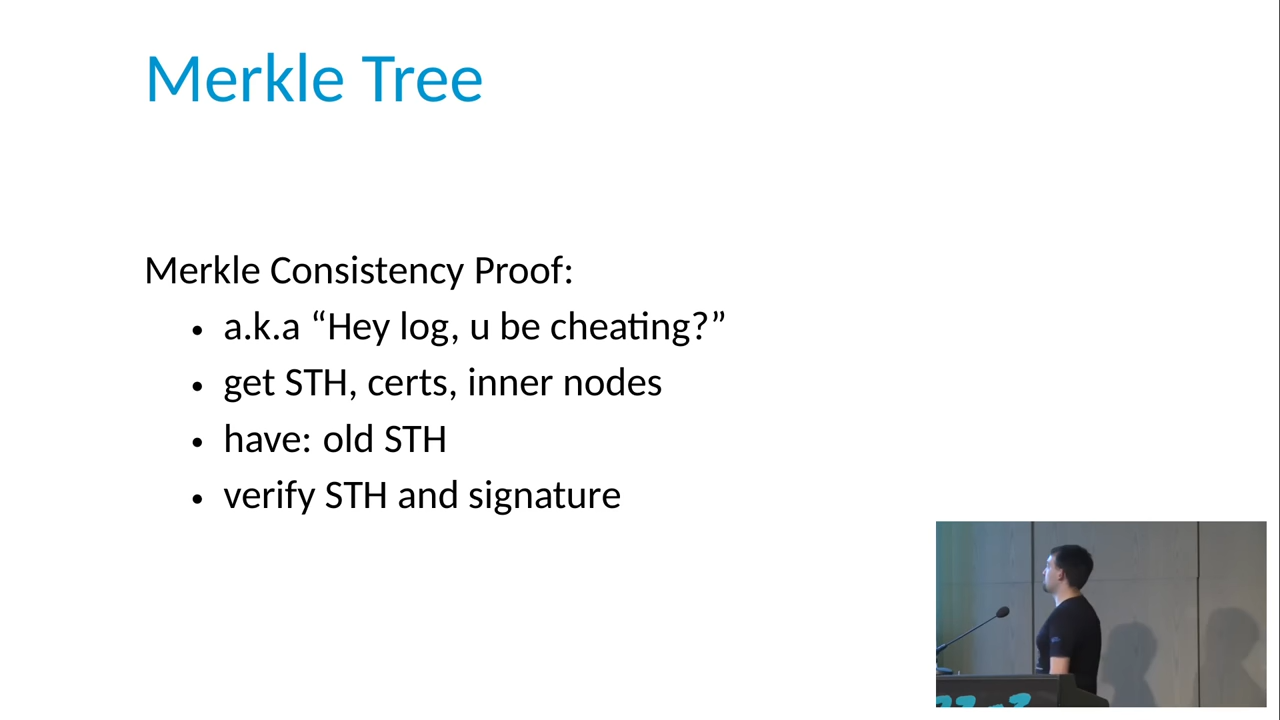 Merkle Tree
Merkle Consistency Proof:
• a.k.a “Hey log, u be cheating?”
• get STH, certs, inner nodes
• have: old STH
• verify STH and signature